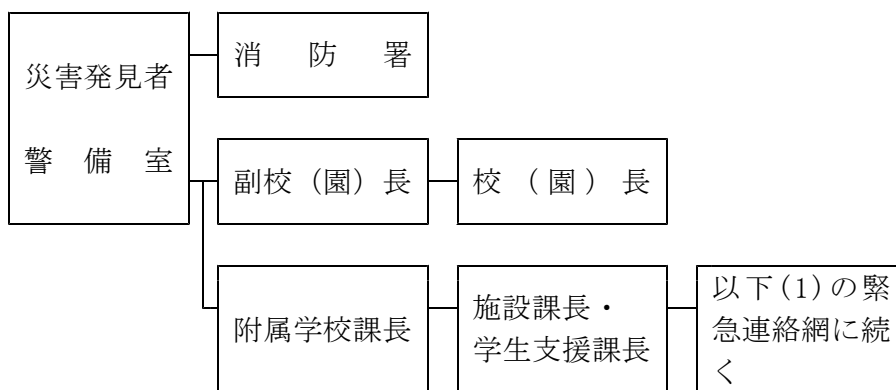 災害発見者
警備室
消防署
副校（園）長
校（園）長
附属学校課長
施設課長・
学生支援課長
以下(1)の緊
急連絡網に続
く